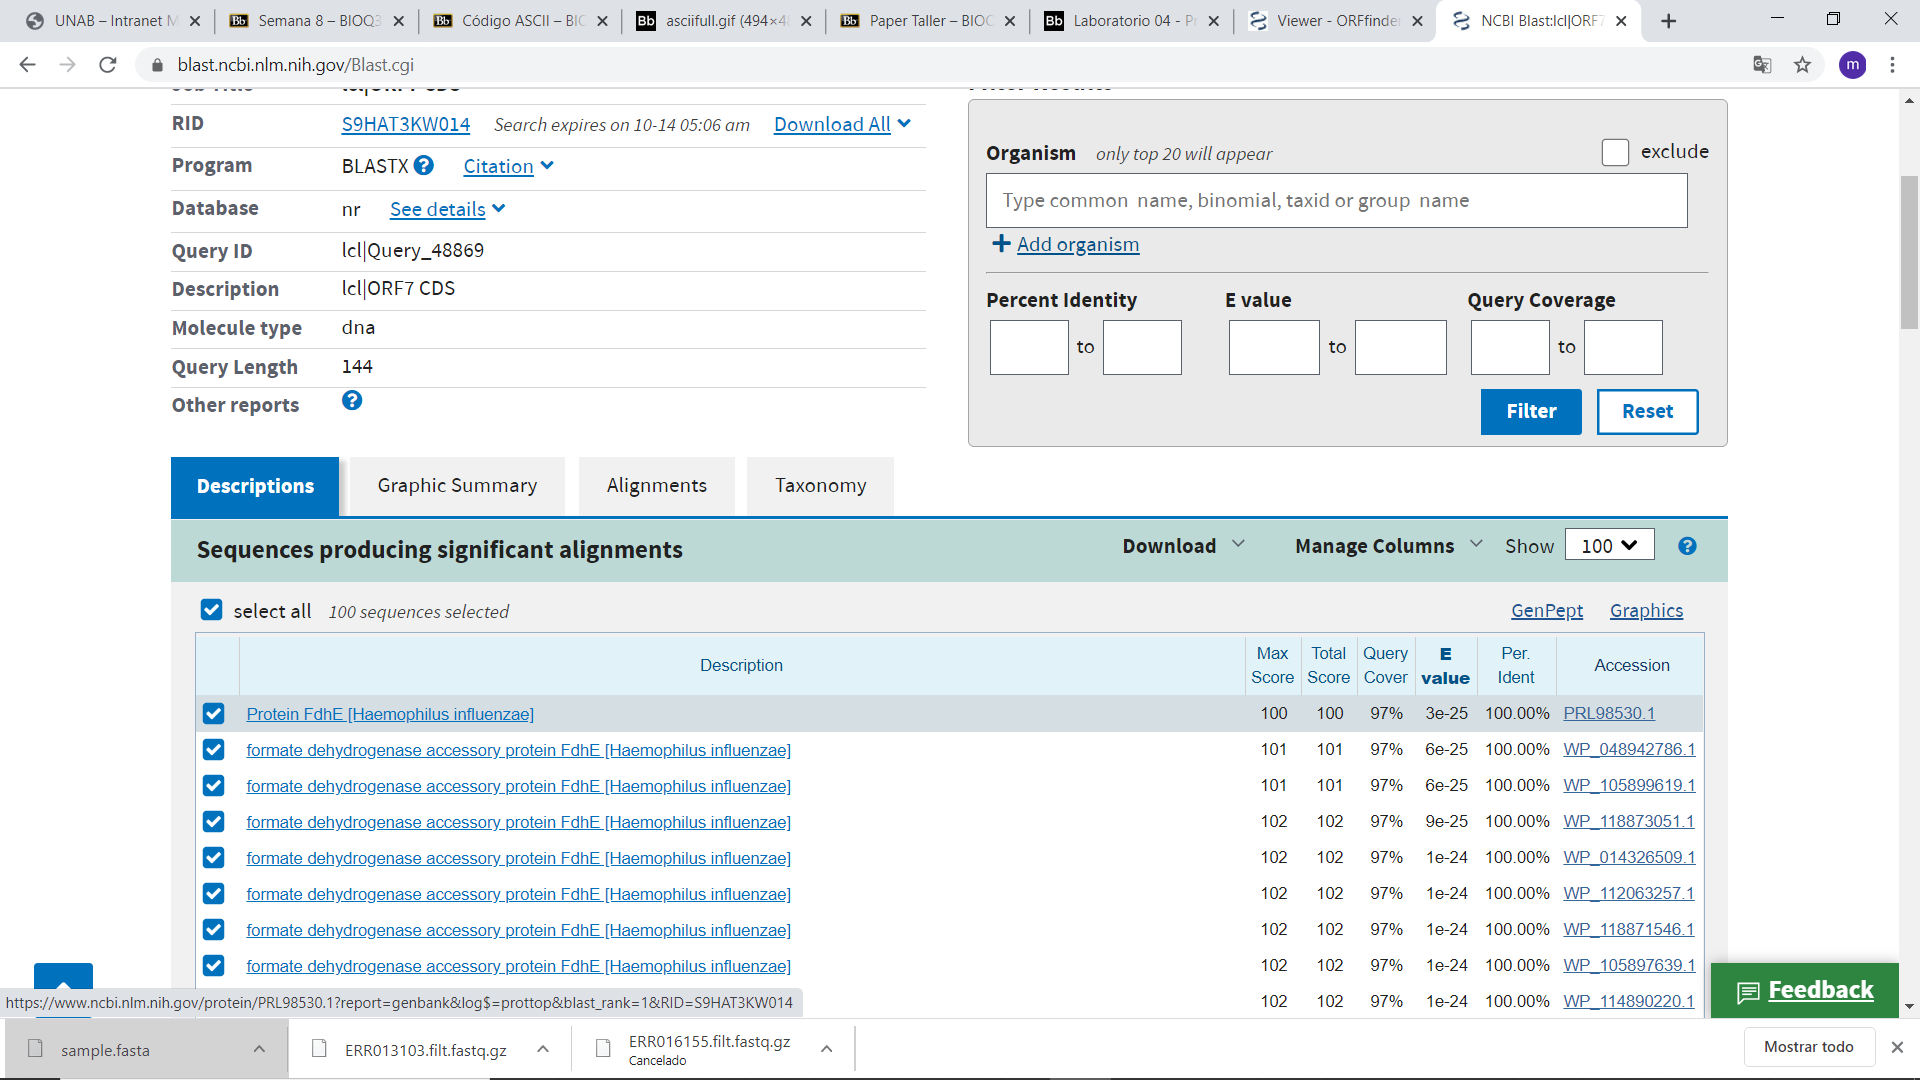 UNAB – Intranet M
Semana 8 – BIOQ3
Código ASCII – BIO
asciifull.gif (494×4
Paper Taller – BIOQ
Laboratorio 04 - Pr
Viewer - ORFfinder
NCBI Blast:lcl|ORF7
blast.ncbi.nlm.nih.gov/Blast.cgi
m
lcl|ORF7 CDS
RID S9HAT3KW014 Search expires on 10-14 05:06 am Download All
Program BLASTX Citation
Database nr See details
Query ID lcl|Query_48869
Description lcl|ORF7 CDS
Molecule type dna
Query Length 144
Other reports
Organism only top 20 will appear exclude
Type common name, binomial, taxid or group name
Add organism
Percent Identity E value Query Coverage
to to to
Filter Reset
Descriptions Graphic Summary Alignments Taxonomy
Sequences producing significant alignments Download Manage Columns Show 100
select all 100 sequences selected GenPept Graphics
Description Max Score Total Score Query Cover E value Per. Ident Accession
Protein FdhE [Haemophilus influenzae] 100 100 97% 3e-25 100.00% PRL98530.1
formate dehydrogenase accessory protein FdhE [Haemophilus influenzae] 101 101 97% 6e-25 100.00% WP_048942786.1
formate dehydrogenase accessory protein FdhE [Haemophilus influenzae] 101 101 97% 6e-25 100.00% WP_105899619.1
formate dehydrogenase accessory protein FdhE [Haemophilus influenzae] 102 102 97% 9e-25 100.00% WP_118873051.1
formate dehydrogenase accessory protein FdhE [Haemophilus influenzae] 102 102 97% 1e-24 100.00% WP_014326509.1
formate dehydrogenase accessory protein FdhE [Haemophilus influenzae] 102 102 97% 1e-24 100.00% WP_112063257.1
formate dehydrogenase accessory protein FdhE [Haemophilus influenzae] 102 102 97% 1e-24 100.00% WP_118871546.1
formate dehydrogenase accessory protein FdhE [Haemophilus influenzae] 102 102 97% 1e-24 100.00% WP_105897639.1
102 102 97% 1e-24 100.00% WP_114890220.1
Feedback
https://www.ncbi.nlm.nih.gov/protein/PRL98530.1?report=genbank&log$=prottop&blast_rank=1&RID=S9HAT3KW014
sample.fasta
ERR013103.filt.fastq.gz
ERR016155.filt.fastq.gz
Cancelado
Mostrar todo